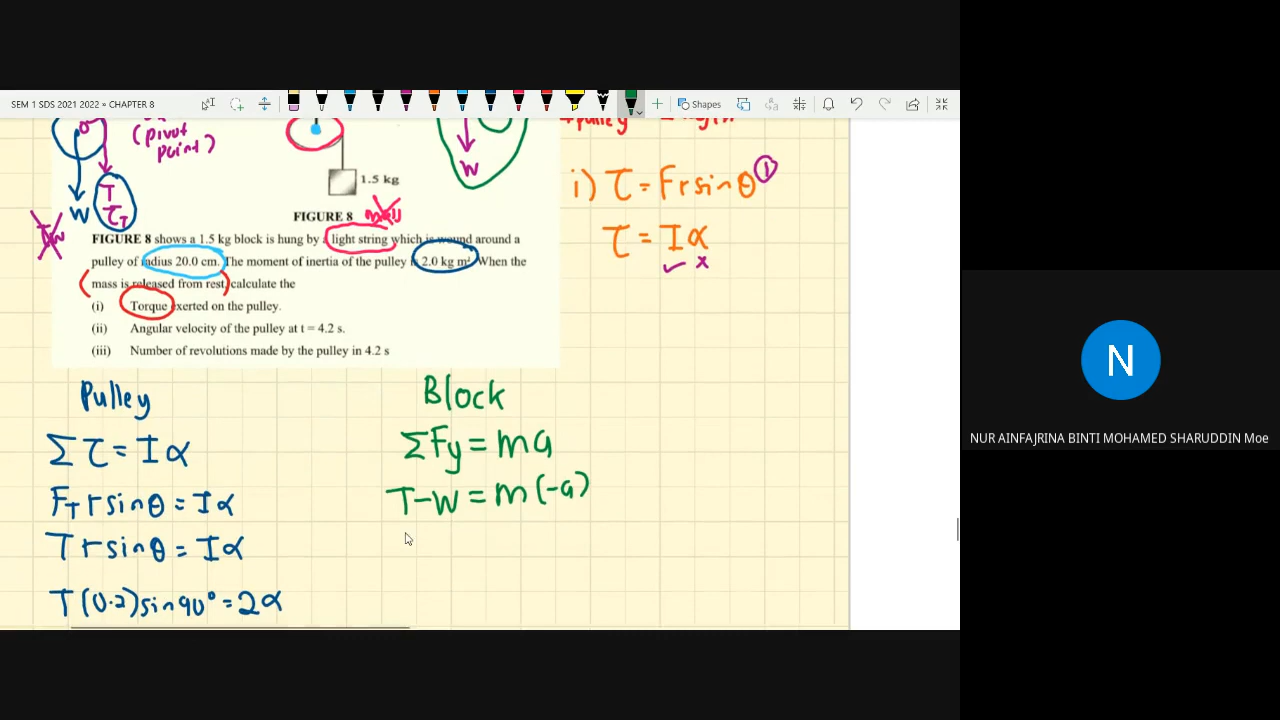 SEM 1 SDS 2021 2022 » CHAPTER 8
Shapes
(pivot
point)
pulley
W
T
W
τT
1.5 kg
i) τ = Frsinθ ①
τ = Iα
FIGURE 8
FIGURE 8 shows a 1.5 kg block is hung by a light string which is wound around a
pulley of radius 20.0 cm. The moment of inertia of the pulley is 2.0 kg m². When the
mass is released from rest, calculate the
(i) Torque exerted on the pulley.
(ii) Angular velocity of the pulley at t = 4.2 s.
(iii) Number of revolutions made by the pulley in 4.2 s
Pulley
Στ = Iα
FT r sinθ = Iα
T r sinθ = Iα
T (0.2) sin 90° = 2α
Block
ΣFy = ma
T-W = m(-a)
N
NUR AINFAJRINA BINTI MOHAMED SHARUDDIN Moe